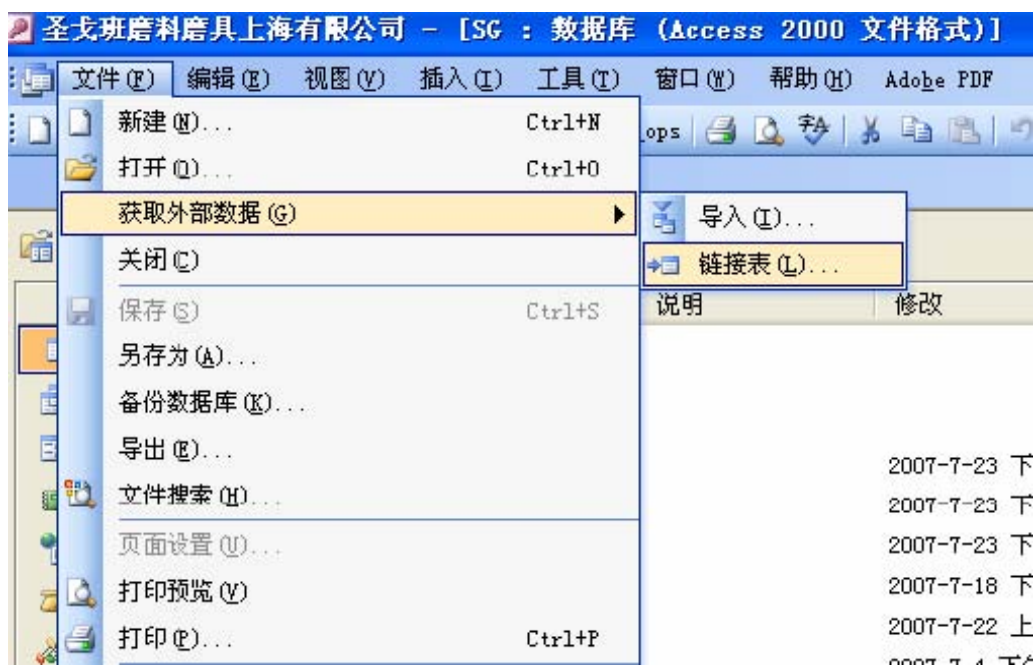 圣戈班磨料磨具上海有限公司 - [SG : 数据库 (Access 2000 文件格式)]
文件(F) 编辑(E) 视图(V) 插入(I) 工具(T) 窗口(W) 帮助(H) Adobe PDF
新建(N)... Ctrl+N
打开(O)... Ctrl+O
获取外部数据(G)
导入(I)...
链接表(L)...
关闭(C)
保存(S) Ctrl+S
说明 修改
另存为(A)...
备份数据库(K)...
导出(E)...
2007-7-23 下
文件搜索(H)...
2007-7-23 下
页面设置(U)...
2007-7-23 下
打印预览(V)
2007-7-18 下
打印(P)... Ctrl+P
2007-7-22 上